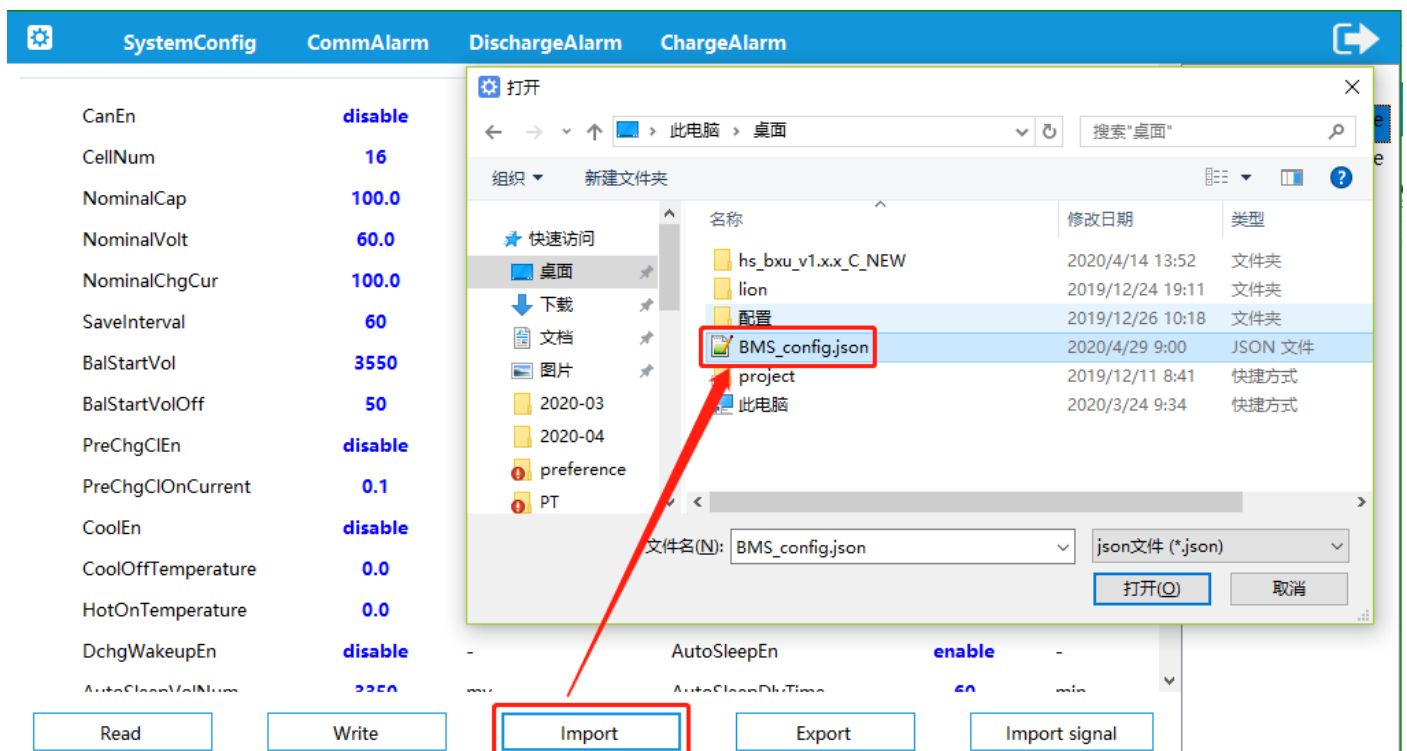 SystemConfig CommAlarm DischargeAlarm ChargeAlarm
打开
此电脑 › 桌面
搜索"桌面"
组织 新建文件夹
名称 修改日期 类型
快速访问
桌面
下载
文档
图片
2020-03
2020-04
preference
PT
hs_bxu_v1.x.x_C_NEW 2020/4/14 13:52 文件夹
lion 2019/12/24 19:11 文件夹
配置 2019/12/26 10:18 文件夹
BMS_config.json 2020/4/29 9:00 JSON 文件
project 2019/12/11 8:41 快捷方式
此电脑 2020/3/24 9:34 快捷方式
文件名(N): BMS_config.json json文件 (*.json)
打开(O) 取消
CanEn disable
CellNum 16
NominalCap 100.0
NominalVolt 60.0
NominalChgCur 100.0
SaveInterval 60
BalStartVol 3550
BalStartVolOff 50
PreChgClEn disable
PreChgClOnCurrent 0.1
CoolEn disable
CoolOffTemperature 0.0
HotOnTemperature 0.0
DchgWakeupEn disable - AutoSleepEn enable -
AutoSleepVolNum 3350 mv AutoSleepDlyTime 60 min
Read Write Import Export Import signal